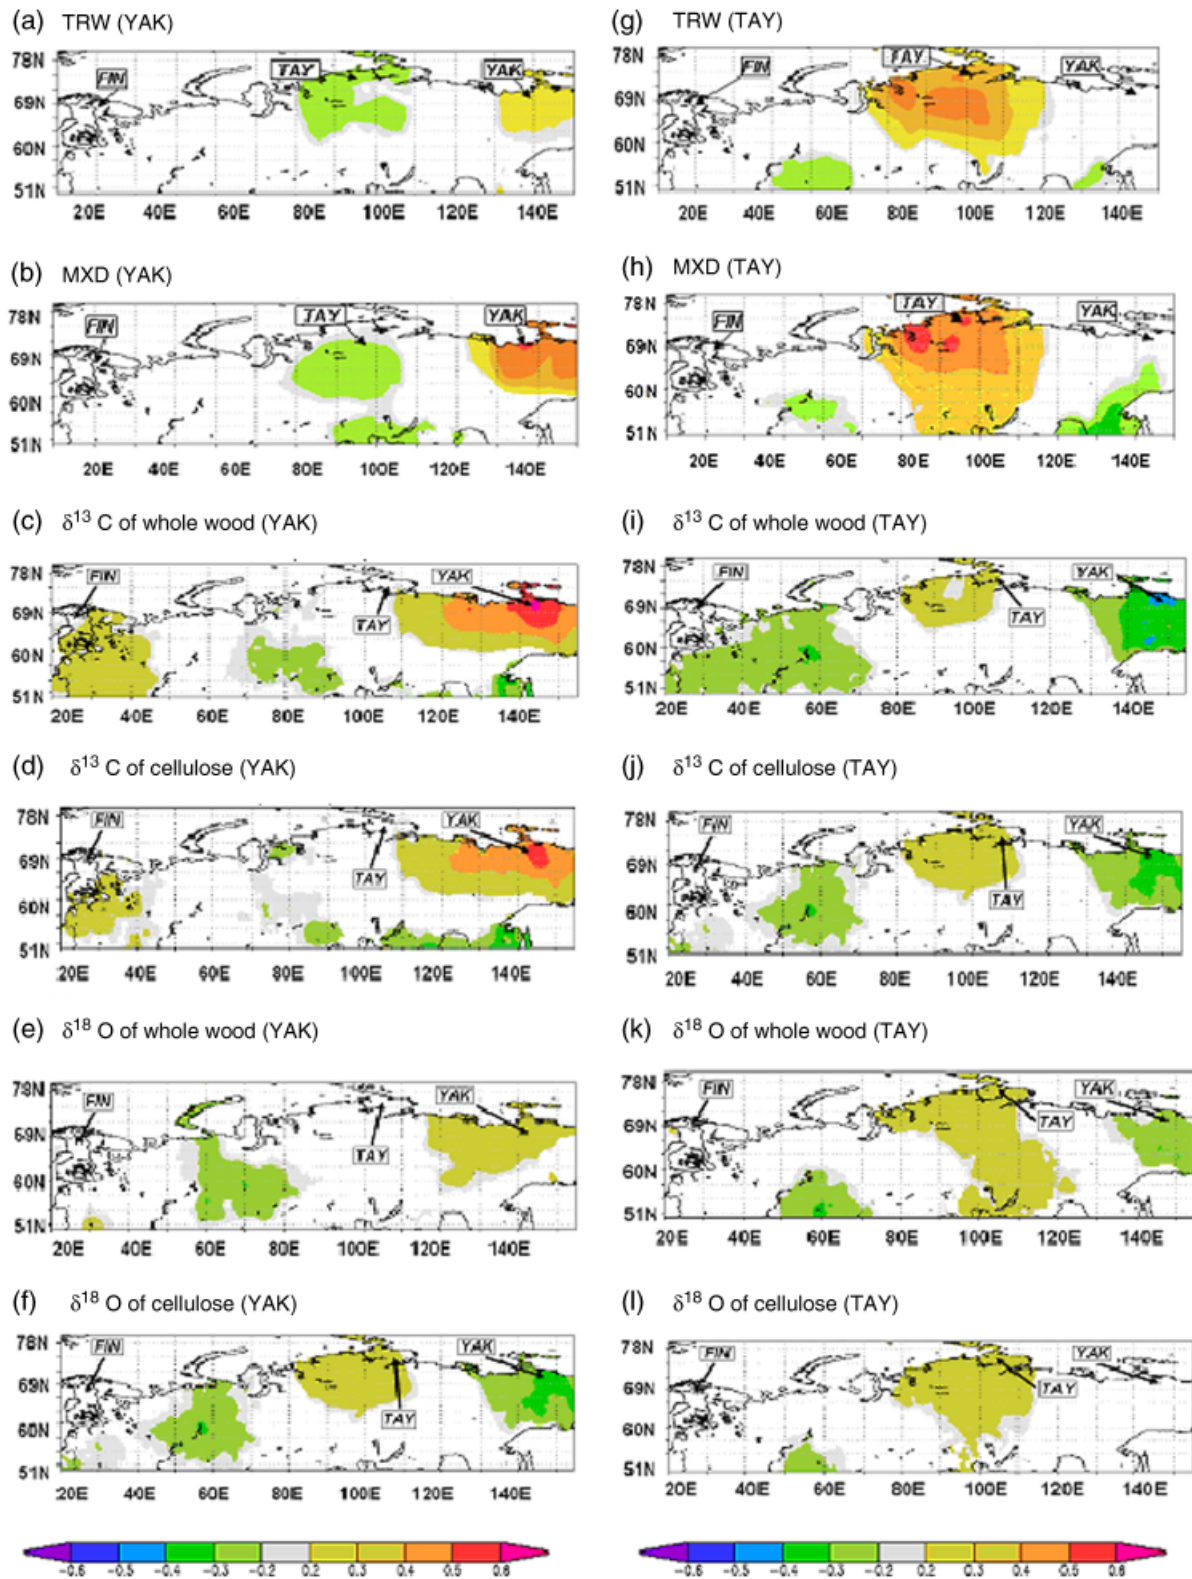 (a) TRW (YAK)
78N
69N
60N
51N
FIN
TAY
YAK
20E 40E 60E 80E 100E 120E 140E
(b) MXD (YAK)
78N
69N
60N
51N
FIN
TAY
YAK
20E 40E 60E 80E 100E 120E 140E
(c) δ¹³ C of whole wood (YAK)
78N
69N
60N
51N
FIN
TAY
YAK
20E 40E 60E 80E 100E 120E 140E
(d) δ¹³ C of cellulose (YAK)
78N
69N
60N
51N
FIN
TAY
YAK
20E 40E 60E 80E 100E 120E 140E
(e) δ¹⁸ O of whole wood (YAK)
78N
69N
60N
51N
FIN
TAY
YAK
20E 40E 60E 80E 100E 120E 140E
(f) δ¹⁸ O of cellulose (YAK)
78N
69N
60N
51N
FIN
TAY
YAK
20E 40E 60E 80E 100E 120E 140E
-0.6 -0.5 -0.4 -0.3 -0.2 0.2 0.3 0.4 0.5 0.6
(g) TRW (TAY)
78N
69N
60N
51N
FIN
TAY
YAK
20E 40E 60E 80E 100E 120E 140E
(h) MXD (TAY)
78N
69N
60N
51N
FIN
TAY
YAK
20E 40E 60E 80E 100E 120E 140E
(i) δ¹³ C of whole wood (TAY)
78N
69N
60N
51N
FIN
TAY
YAK
20E 40E 60E 80E 100E 120E 140E
(j) δ¹³ C of cellulose (TAY)
78N
69N
60N
51N
FIN
TAY
YAK
20E 40E 60E 80E 100E 120E 140E
(k) δ¹⁸ O of whole wood (TAY)
78N
69N
60N
51N
FIN
TAY
YAK
20E 40E 60E 80E 100E 120E 140E
(l) δ¹⁸ O of cellulose (TAY)
78N
69N
60N
51N
FIN
TAY
YAK
20E 40E 60E 80E 100E 120E 140E
-0.6 -0.5 -0.4 -0.3 -0.2 0.2 0.3 0.4 0.5 0.6